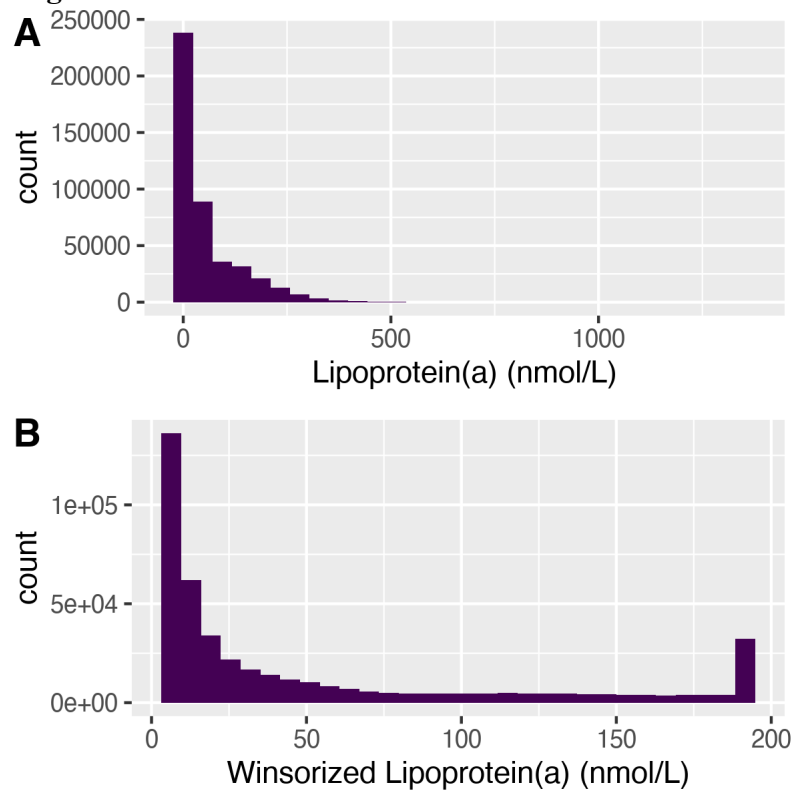 A
250000
200000
150000
100000
50000
0
count
0 500 1000
Lipoprotein(a) (nmol/L)
B
1e+05
5e+04
0e+00
count
0 50 100 150 200
Winsorized Lipoprotein(a) (nmol/L)